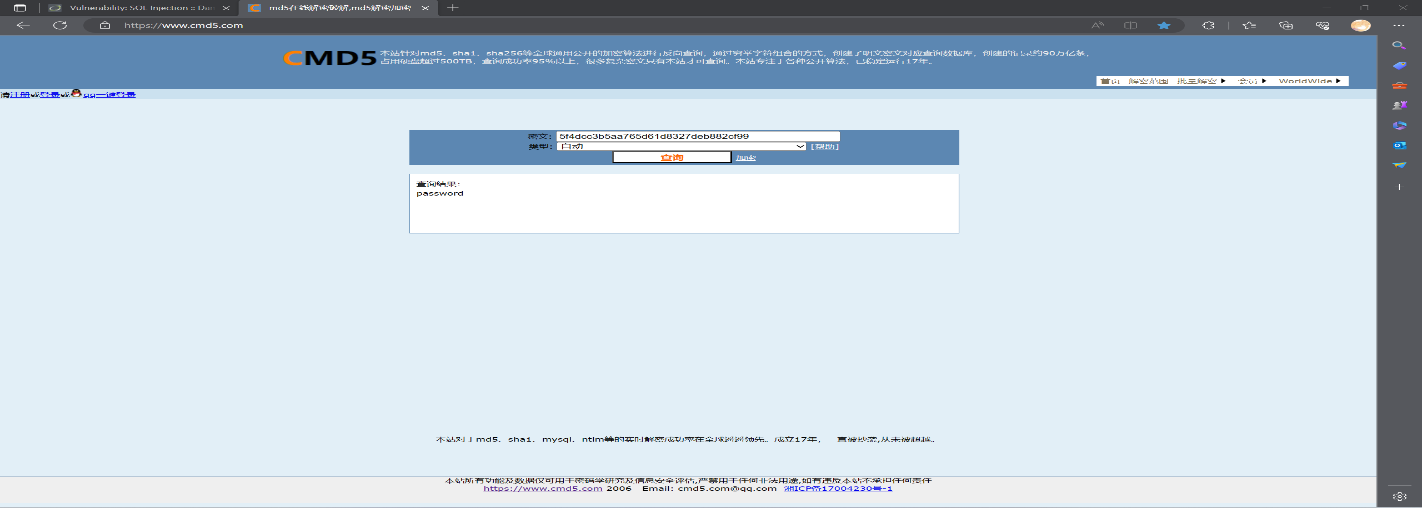 Vulnerability: SQL Injection :: Da
md5在线解密破解,md5解密加密
https://www.cmd5.com
CMD5
本站针对md5、sha1、sha256等全球通用公开的加密算法进行反向查询，通过穷举字符组合的方式，创建了明文密文对应查询数据库，创建的记录约90万亿条，
占用硬盘超过500TB，查询成功率95%以上，很多复杂密文只有本站才可查询。本站专注于各种公开算法，已稳定运行17年。
首页 解密范围 批量解密 会员 WorldWide
请注册或登录或qq一键登录
密文: 5f4dcc3b5aa765d61d8327deb882cf99
类型: 自动 [帮助]
查询 加密
查询结果:
password
本站对于md5、sha1、mysql、ntlm等的实时解密成功率在全球遥遥领先。成立17年，一直被抄袭,从未被超越。
本站所有功能及数据仅可用于密码学研究及信息安全评估,严禁用于任何非法用途,如有违反本站不承担任何责任
https://www.cmd5.com 2006 Email: cmd5.com@qq.com 浙ICP备17004230号-1